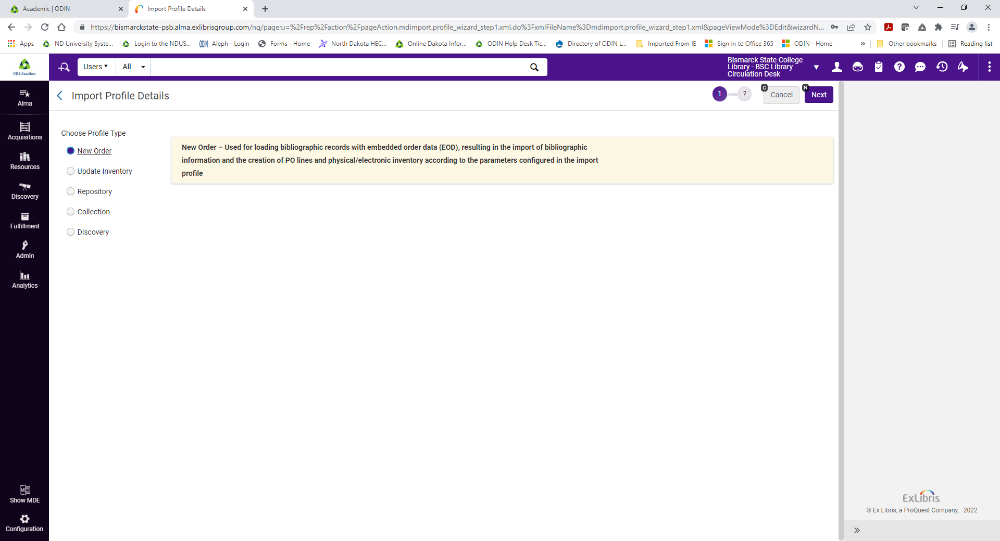 Academic | ODIN
Import Profile Details
https://bismarckstate-psb.alma.exlibrisgroup.com/ng/page;u=%2Frep%2Faction%2FpageAction.mdimport.profile_wizard_step1.xml.do%3FxmlFileName%3Dmdimport.profile_wizard_step1.xml&pageViewMode%3DEdit&wizardN...
Apps
ND University Syste...
Login to the NDUS...
ODIN Aleph - Login
Forms - Home
North Dakota HEC...
Online Dakota Infor...
ODIN Help Desk Tic...
Directory of ODIN L...
Imported From IE
Sign in to Office 365
ODIN - Home
»
Other bookmarks
Reading list
NBJ Sandbox
Users
All
Bismarck State College
Library - BSC Library
Circulation Desk
Alma
Acquisitions
Resources
Discovery
Fulfillment
Admin
Analytics
Show MDE
Configuration
Import Profile Details
1
?
C
Cancel
N
Next
Choose Profile Type
New Order
Update Inventory
Repository
Collection
Discovery
New Order – Used for loading bibliographic records with embedded order data (EOD), resulting in the import of bibliographic
information and the creation of PO lines and physical/electronic inventory according to the parameters configured in the import
profile
ExLibris
© Ex Libris, a ProQuest Company, 2022